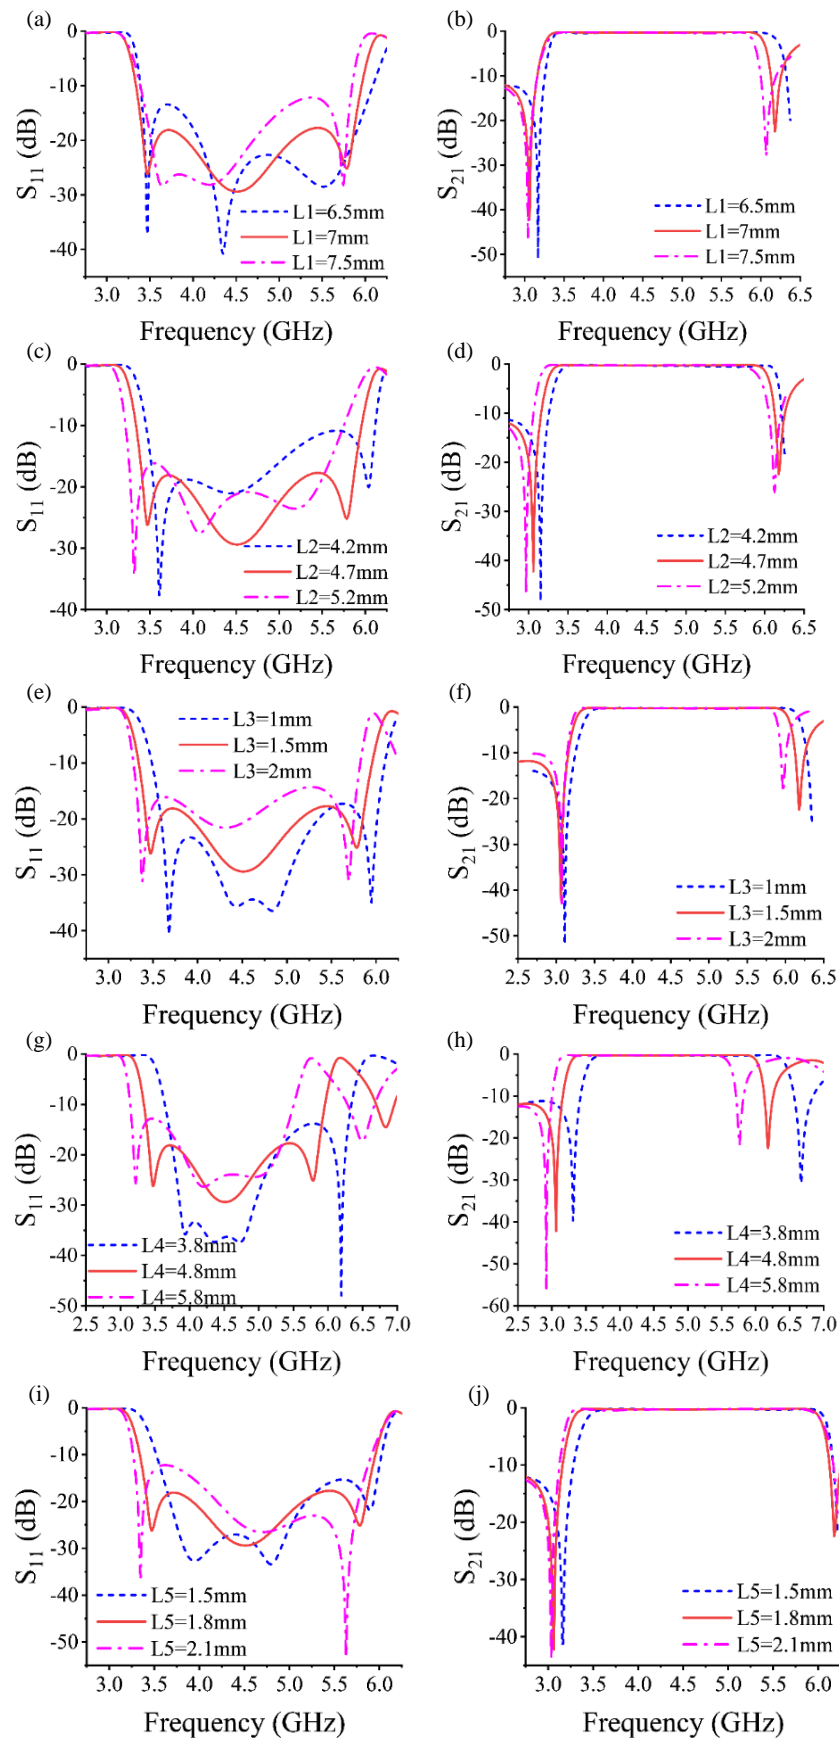 (a)
0
-10
-20
-30
-40
S11 (dB)
L1=6.5mm
L1=7mm
L1=7.5mm
3.0 3.5 4.0 4.5 5.0 5.5 6.0
Frequency (GHz)
(b)
0
-10
-20
-30
-40
-50
S21 (dB)
L1=6.5mm
L1=7mm
L1=7.5mm
3.0 3.5 4.0 4.5 5.0 5.5 6.0 6.5
Frequency (GHz)
(c)
0
-10
-20
-30
-40
S11 (dB)
L2=4.2mm
L2=4.7mm
L2=5.2mm
3.0 3.5 4.0 4.5 5.0 5.5 6.0
Frequency (GHz)
(d)
0
-10
-20
-30
-40
-50
S21 (dB)
L2=4.2mm
L2=4.7mm
L2=5.2mm
3.0 3.5 4.0 4.5 5.0 5.5 6.0 6.5
Frequency (GHz)
(e)
0
-10
-20
-30
-40
S11 (dB)
L3=1mm
L3=1.5mm
L3=2mm
3.0 3.5 4.0 4.5 5.0 5.5 6.0
Frequency (GHz)
(f)
0
-10
-20
-30
-40
-50
S21 (dB)
L3=1mm
L3=1.5mm
L3=2mm
2.5 3.0 3.5 4.0 4.5 5.0 5.5 6.0 6.5
Frequency (GHz)
(g)
0
-10
-20
-30
-40
-50
S11 (dB)
L4=3.8mm
L4=4.8mm
L4=5.8mm
2.5 3.0 3.5 4.0 4.5 5.0 5.5 6.0 6.5 7.0
Frequency (GHz)
(h)
0
-10
-20
-30
-40
-50
-60
S21 (dB)
L4=3.8mm
L4=4.8mm
L4=5.8mm
2.5 3.0 3.5 4.0 4.5 5.0 5.5 6.0 6.5 7.0
Frequency (GHz)
(i)
0
-10
-20
-30
-40
-50
S11 (dB)
L5=1.5mm
L5=1.8mm
L5=2.1mm
3.0 3.5 4.0 4.5 5.0 5.5 6.0
Frequency (GHz)
(j)
0
-10
-20
-30
-40
S21 (dB)
L5=1.5mm
L5=1.8mm
L5=2.1mm
3.0 3.5 4.0 4.5 5.0 5.5 6.0
Frequency (GHz)